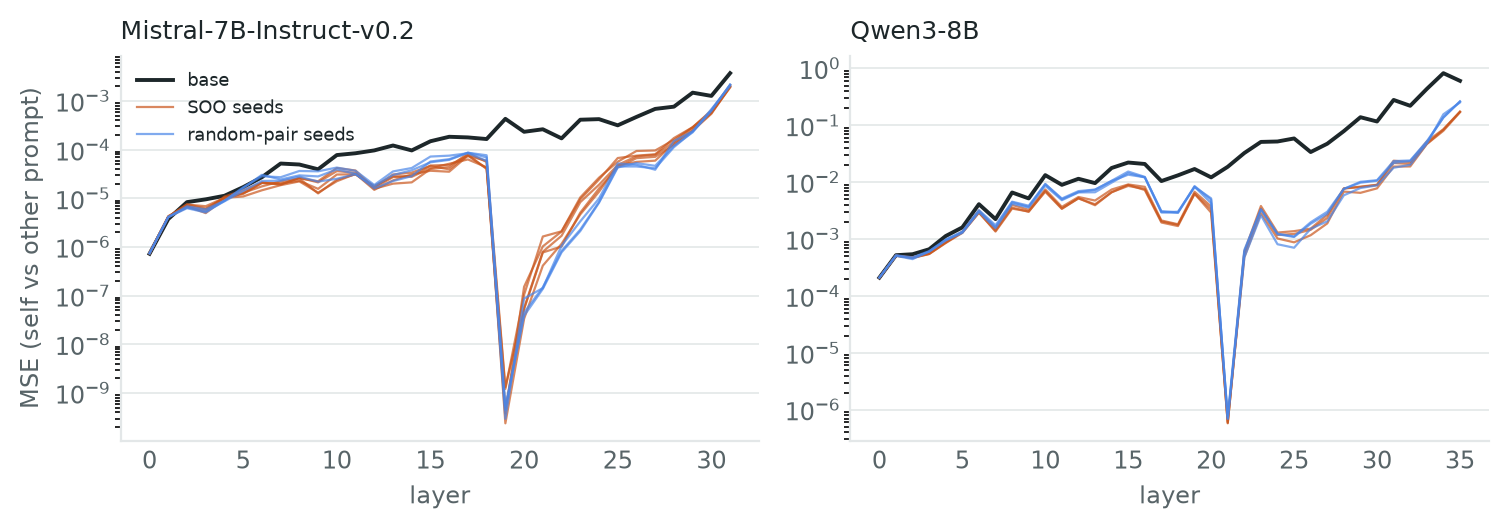 Mistral-7B-Instruct-v0.2
Qwen3-8B
base
SOO seeds
random-pair seeds
MSE (self vs other prompt)
10⁻³
10⁻⁴
10⁻⁵
10⁻⁶
10⁻⁷
10⁻⁸
10⁻⁹
0 5 10 15 20 25 30
layer
10⁰
10⁻¹
10⁻²
10⁻³
10⁻⁴
10⁻⁵
10⁻⁶
0 5 10 15 20 25 30 35
layer